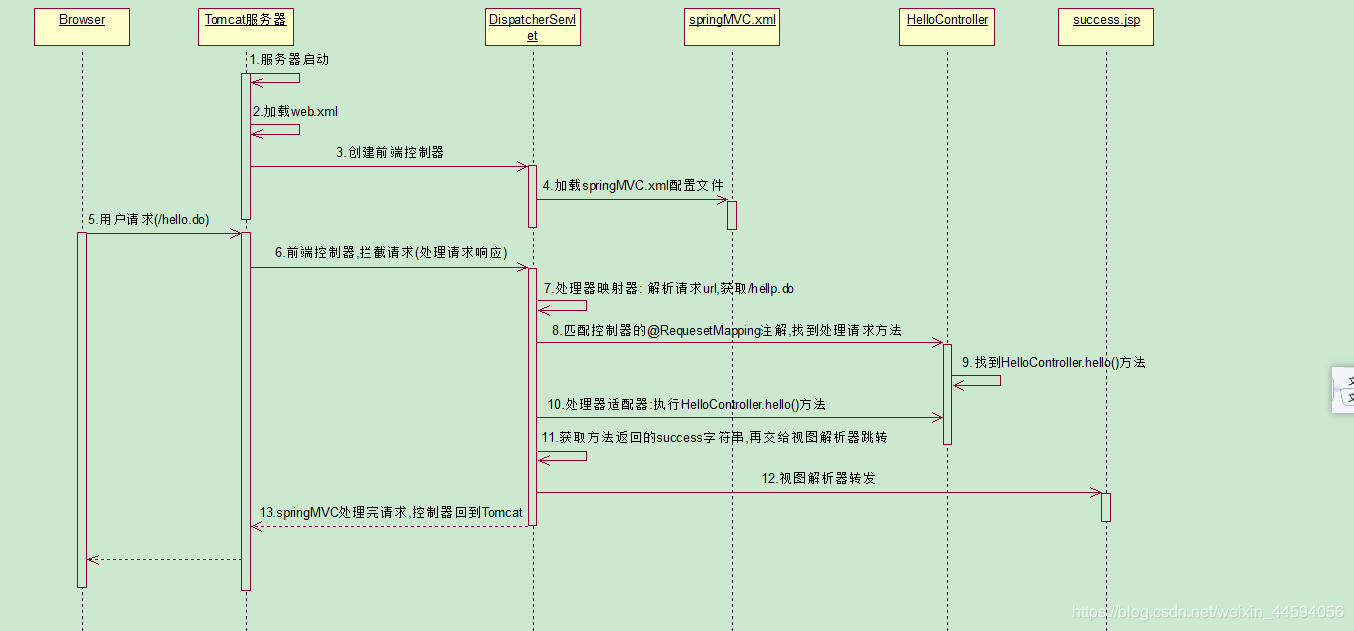 Browser
Tomcat服务器
DispatcherServl
et
springMVC.xml
HelloController
success.jsp
1.服务器启动
2.加载web.xml
3.创建前端控制器
4.加载springMVC.xml配置文件
5.用户请求(/hello.do)
6.前端控制器,拦截请求(处理请求响应)
7.处理器映射器: 解析请求url,获取/hellp.do
8.匹配控制器的@RequesetMapping注解,找到处理请求方法
9.找到HelloController.hello()方法
10.处理器适配器:执行HelloController.hello()方法
11.获取方法返回的success字符串,再交给视图解析器跳转
12.视图解析器转发
13.springMVC处理完请求,控制器回到Tomcat
https://blog.csdn.net/weixin_44594056